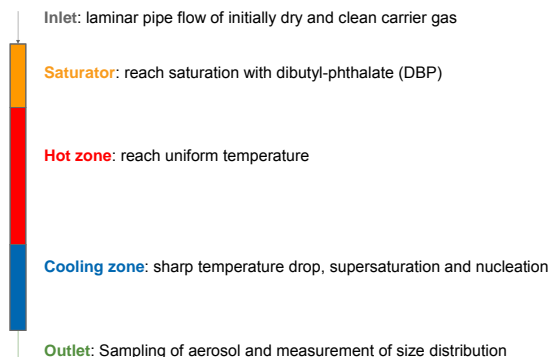 Inlet: laminar pipe flow of initially dry and clean carrier gas
Saturator: reach saturation with dibutyl-phthalate (DBP)
Hot zone: reach uniform temperature
Cooling zone: sharp temperature drop, supersaturation and nucleation
Outlet: Sampling of aerosol and measurement of size distribution